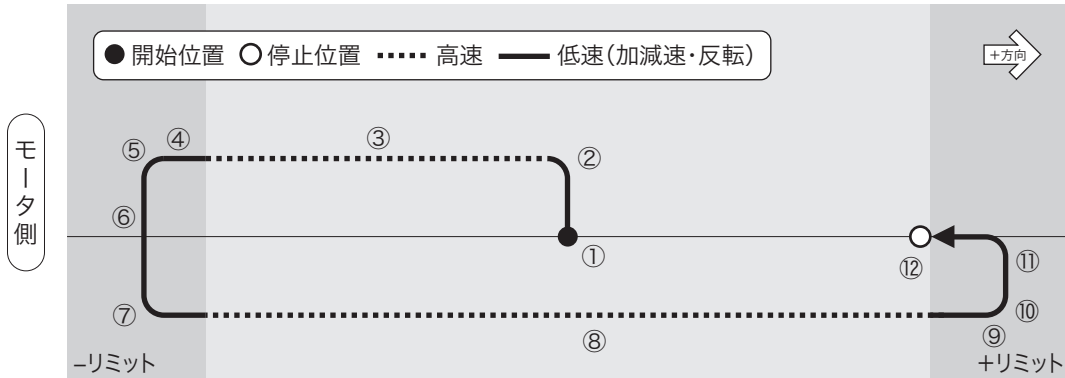 ●開始位置 ○停止位置 ‥‥‥ 高速 ━━ 低速(加減速・反転)
+方向
モータ側
⑤ ④ ③ ②
⑥
① ⑫ ⑪
⑦ ⑧ ⑨ ⑩
−リミット +リミット